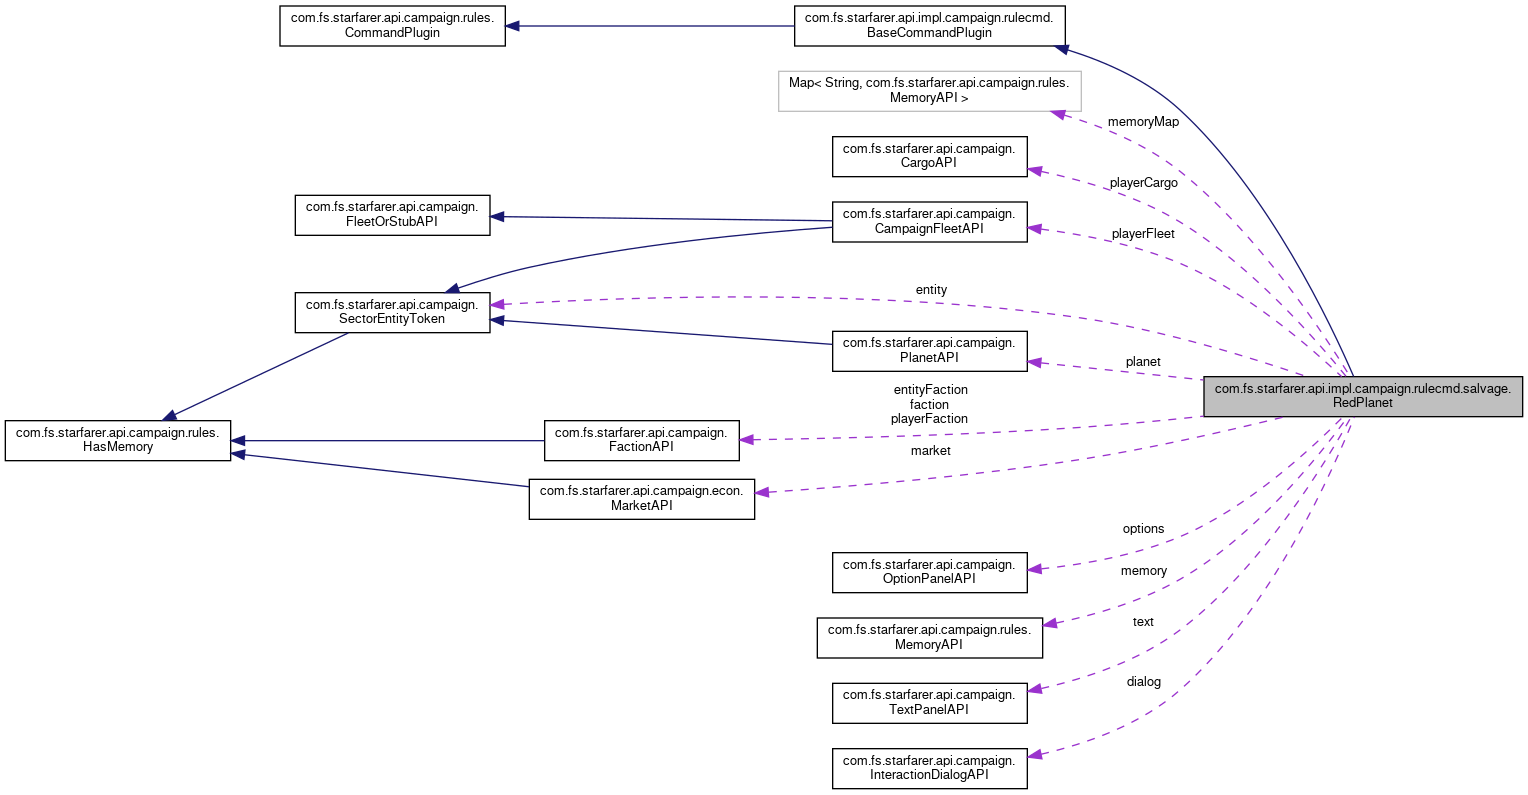 com.fs.starfarer.api.campaign.rules.
CommandPlugin
com.fs.starfarer.api.impl.campaign.rulecmd.
BaseCommandPlugin
Map< String, com.fs.starfarer.api.campaign.rules.
MemoryAPI >
memoryMap
com.fs.starfarer.api.campaign.
CargoAPI
playerCargo
com.fs.starfarer.api.campaign.
FleetOrStubAPI
com.fs.starfarer.api.campaign.
CampaignFleetAPI
playerFleet
com.fs.starfarer.api.campaign.
SectorEntityToken
entity
com.fs.starfarer.api.campaign.
PlanetAPI
planet
com.fs.starfarer.api.impl.campaign.rulecmd.salvage.
RedPlanet
com.fs.starfarer.api.campaign.rules.
HasMemory
com.fs.starfarer.api.campaign.
FactionAPI
entityFaction
faction
playerFaction
com.fs.starfarer.api.campaign.econ.
MarketAPI
market
com.fs.starfarer.api.campaign.
OptionPanelAPI
options
com.fs.starfarer.api.campaign.rules.
MemoryAPI
memory
com.fs.starfarer.api.campaign.
TextPanelAPI
text
com.fs.starfarer.api.campaign.
InteractionDialogAPI
dialog